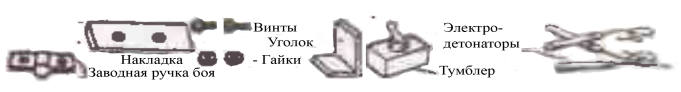 Винты
Уголок
Накладка
- Гайки
Заводная ручка боя
Электро-
детонаторы
Тумблер